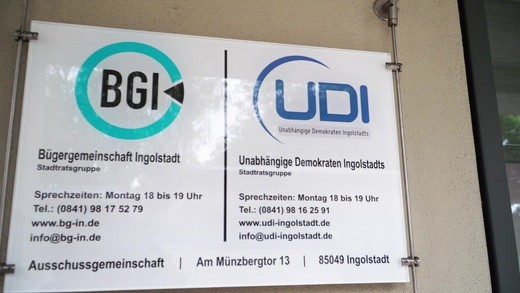 BGI
Bügergemeinschaft Ingolstadt
Stadtratsgruppe
Sprechzeiten: Montag 18 bis 19 Uhr
Tel.: (0841) 98 17 52 79
www.bg-in.de
info@bg-in.de
UDI
Unabhängige Demokraten Ingolstadts
Unabhängige Demokraten Ingolstadts
Stadtratsgruppe
Sprechzeiten: Montag 18 bis 19 Uhr
Tel.: (0841) 98 16 25 91
www.udi-ingolstadt.de
info@udi-ingolstadt.de
Ausschussgemeinschaft | Am Münzbergtor 13 | 85049 Ingolstadt